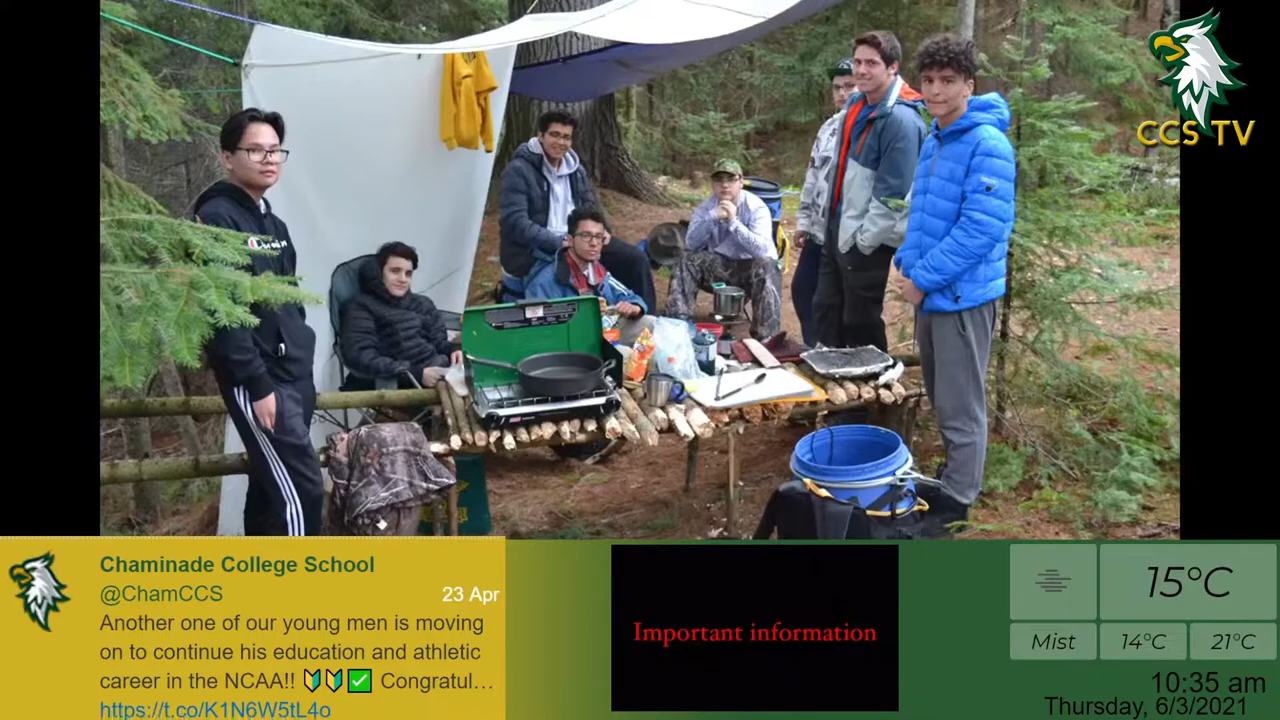 CCS TV
Champion
Chaminade College School
@ChamCCS
23 Apr
Another one of our young men is moving
on to continue his education and athletic
career in the NCAA!! 🔰🔰✅ Congratul...
https://t.co/K1N6W5tL4o
Important information
15°C
Mist
14°C
21°C
10:35 am
Thursday, 6/3/2021